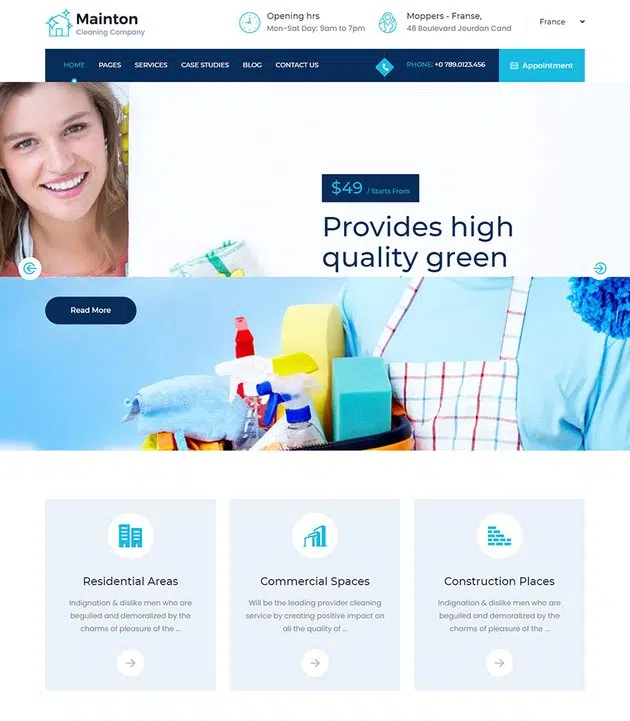 Mainton
Cleaning Company
Opening hrs
Mon-Sat Day: 9am to 7pm
Moppers - Franse,
48 Boulevard Jourdan Cand
France
HOME PAGES SERVICES CASE STUDIES BLOG CONTACT US
PHONE: +0 789.0123.456
Appointment
$49 / Starts From
Provides high
quality green
Read More
Residential Areas
Indignation & dislike men who are
beguiled and demoralized by the
charms of pleasure of the ...
Commercial Spaces
Will be the leading provider cleaning
service by creating positive impact on
all the quality of ...
Construction Places
Indignation & dislike men who are
beguiled and demoralized by the
charms of pleasure of the ...